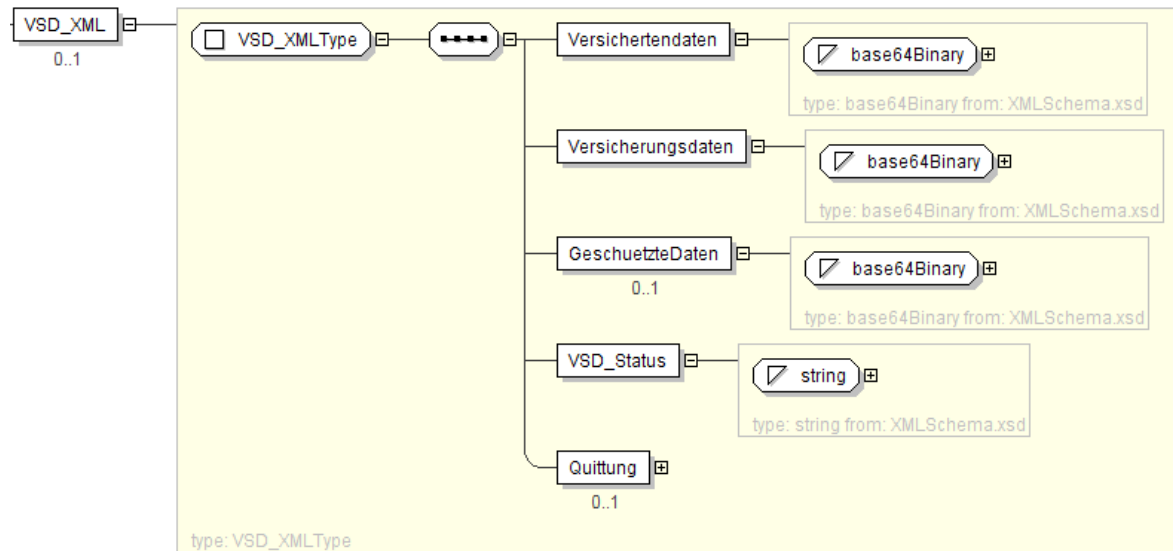 VSD_XML
0..1
VSD_XMLType
Versichertendaten
base64Binary
type: base64Binary from: XMLSchema.xsd
Versicherungsdaten
base64Binary
type: base64Binary from: XMLSchema.xsd
GeschuetzteDaten
0..1
base64Binary
type: base64Binary from: XMLSchema.xsd
VSD_Status
string
type: string from: XMLSchema.xsd
Quittung
0..1
type: VSD_XMLType